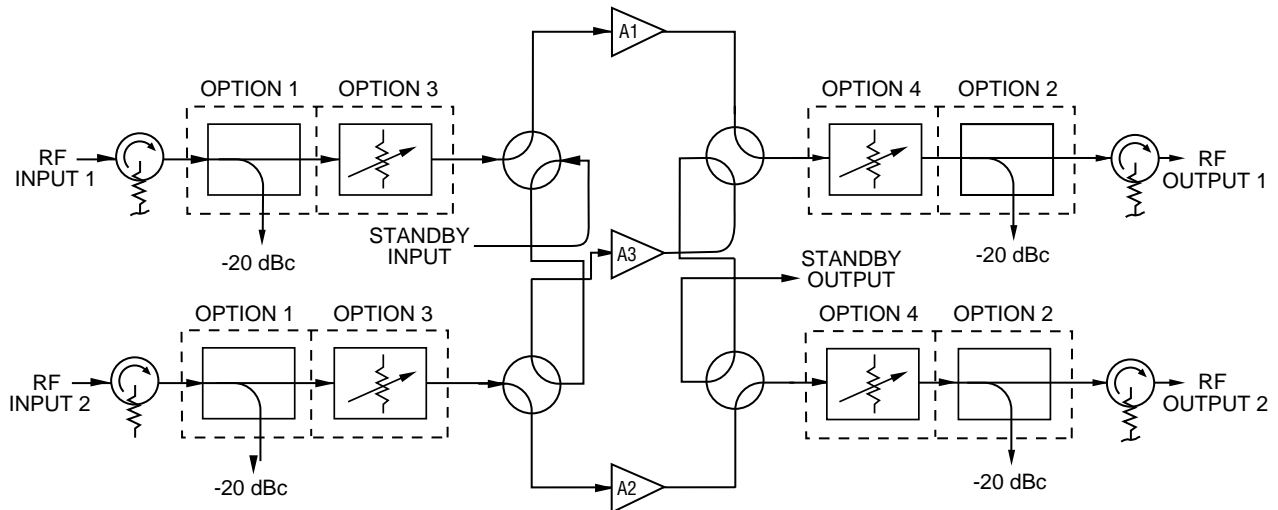 A1
OPTION 1
OPTION 3
OPTION 4
OPTION 2
RF
INPUT 1
RF
OUTPUT 1
STANDBY
INPUT
A3
STANDBY
OUTPUT
-20 dBc
-20 dBc
OPTION 1
OPTION 3
OPTION 4
OPTION 2
RF
INPUT 2
RF
OUTPUT 2
A2
-20 dBc
-20 dBc